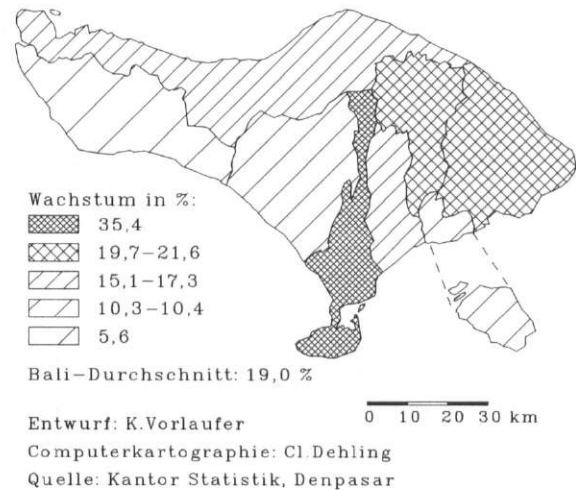 Wachstum in %:
35,4
19,7–21,6
15,1–17,3
10,3–10,4
5,6
Bali–Durchschnitt: 19,0 %
0 10 20 30 km
Entwurf: K.Vorlaufer
Computerkartographie: Cl.Dehling
Quelle: Kantor Statistik, Denpasar